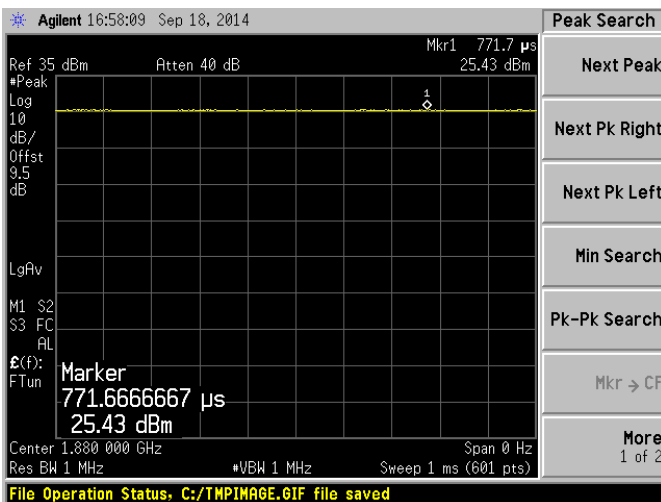 Agilent 16:58:09 Sep 18, 2014
Peak Search
Mkr1 771.7 µs
Ref 35 dBm Atten 40 dB 25.43 dBm
#Peak
Log
10
dB/
Offst
9.5
dB
1
LgAv
M1 S2
S3 FC
AL
£(f):
FTun
Marker
771.6666667 µs
25.43 dBm
Center 1.880 000 GHz Span 0 Hz
Res BW 1 MHz #VBW 1 MHz Sweep 1 ms (601 pts)
File Operation Status, C:/TMPIMAGE.GIF file saved
Next Peak
Next Pk Right
Next Pk Left
Min Search
Pk-Pk Search
Mkr → CF
More
1 of 2